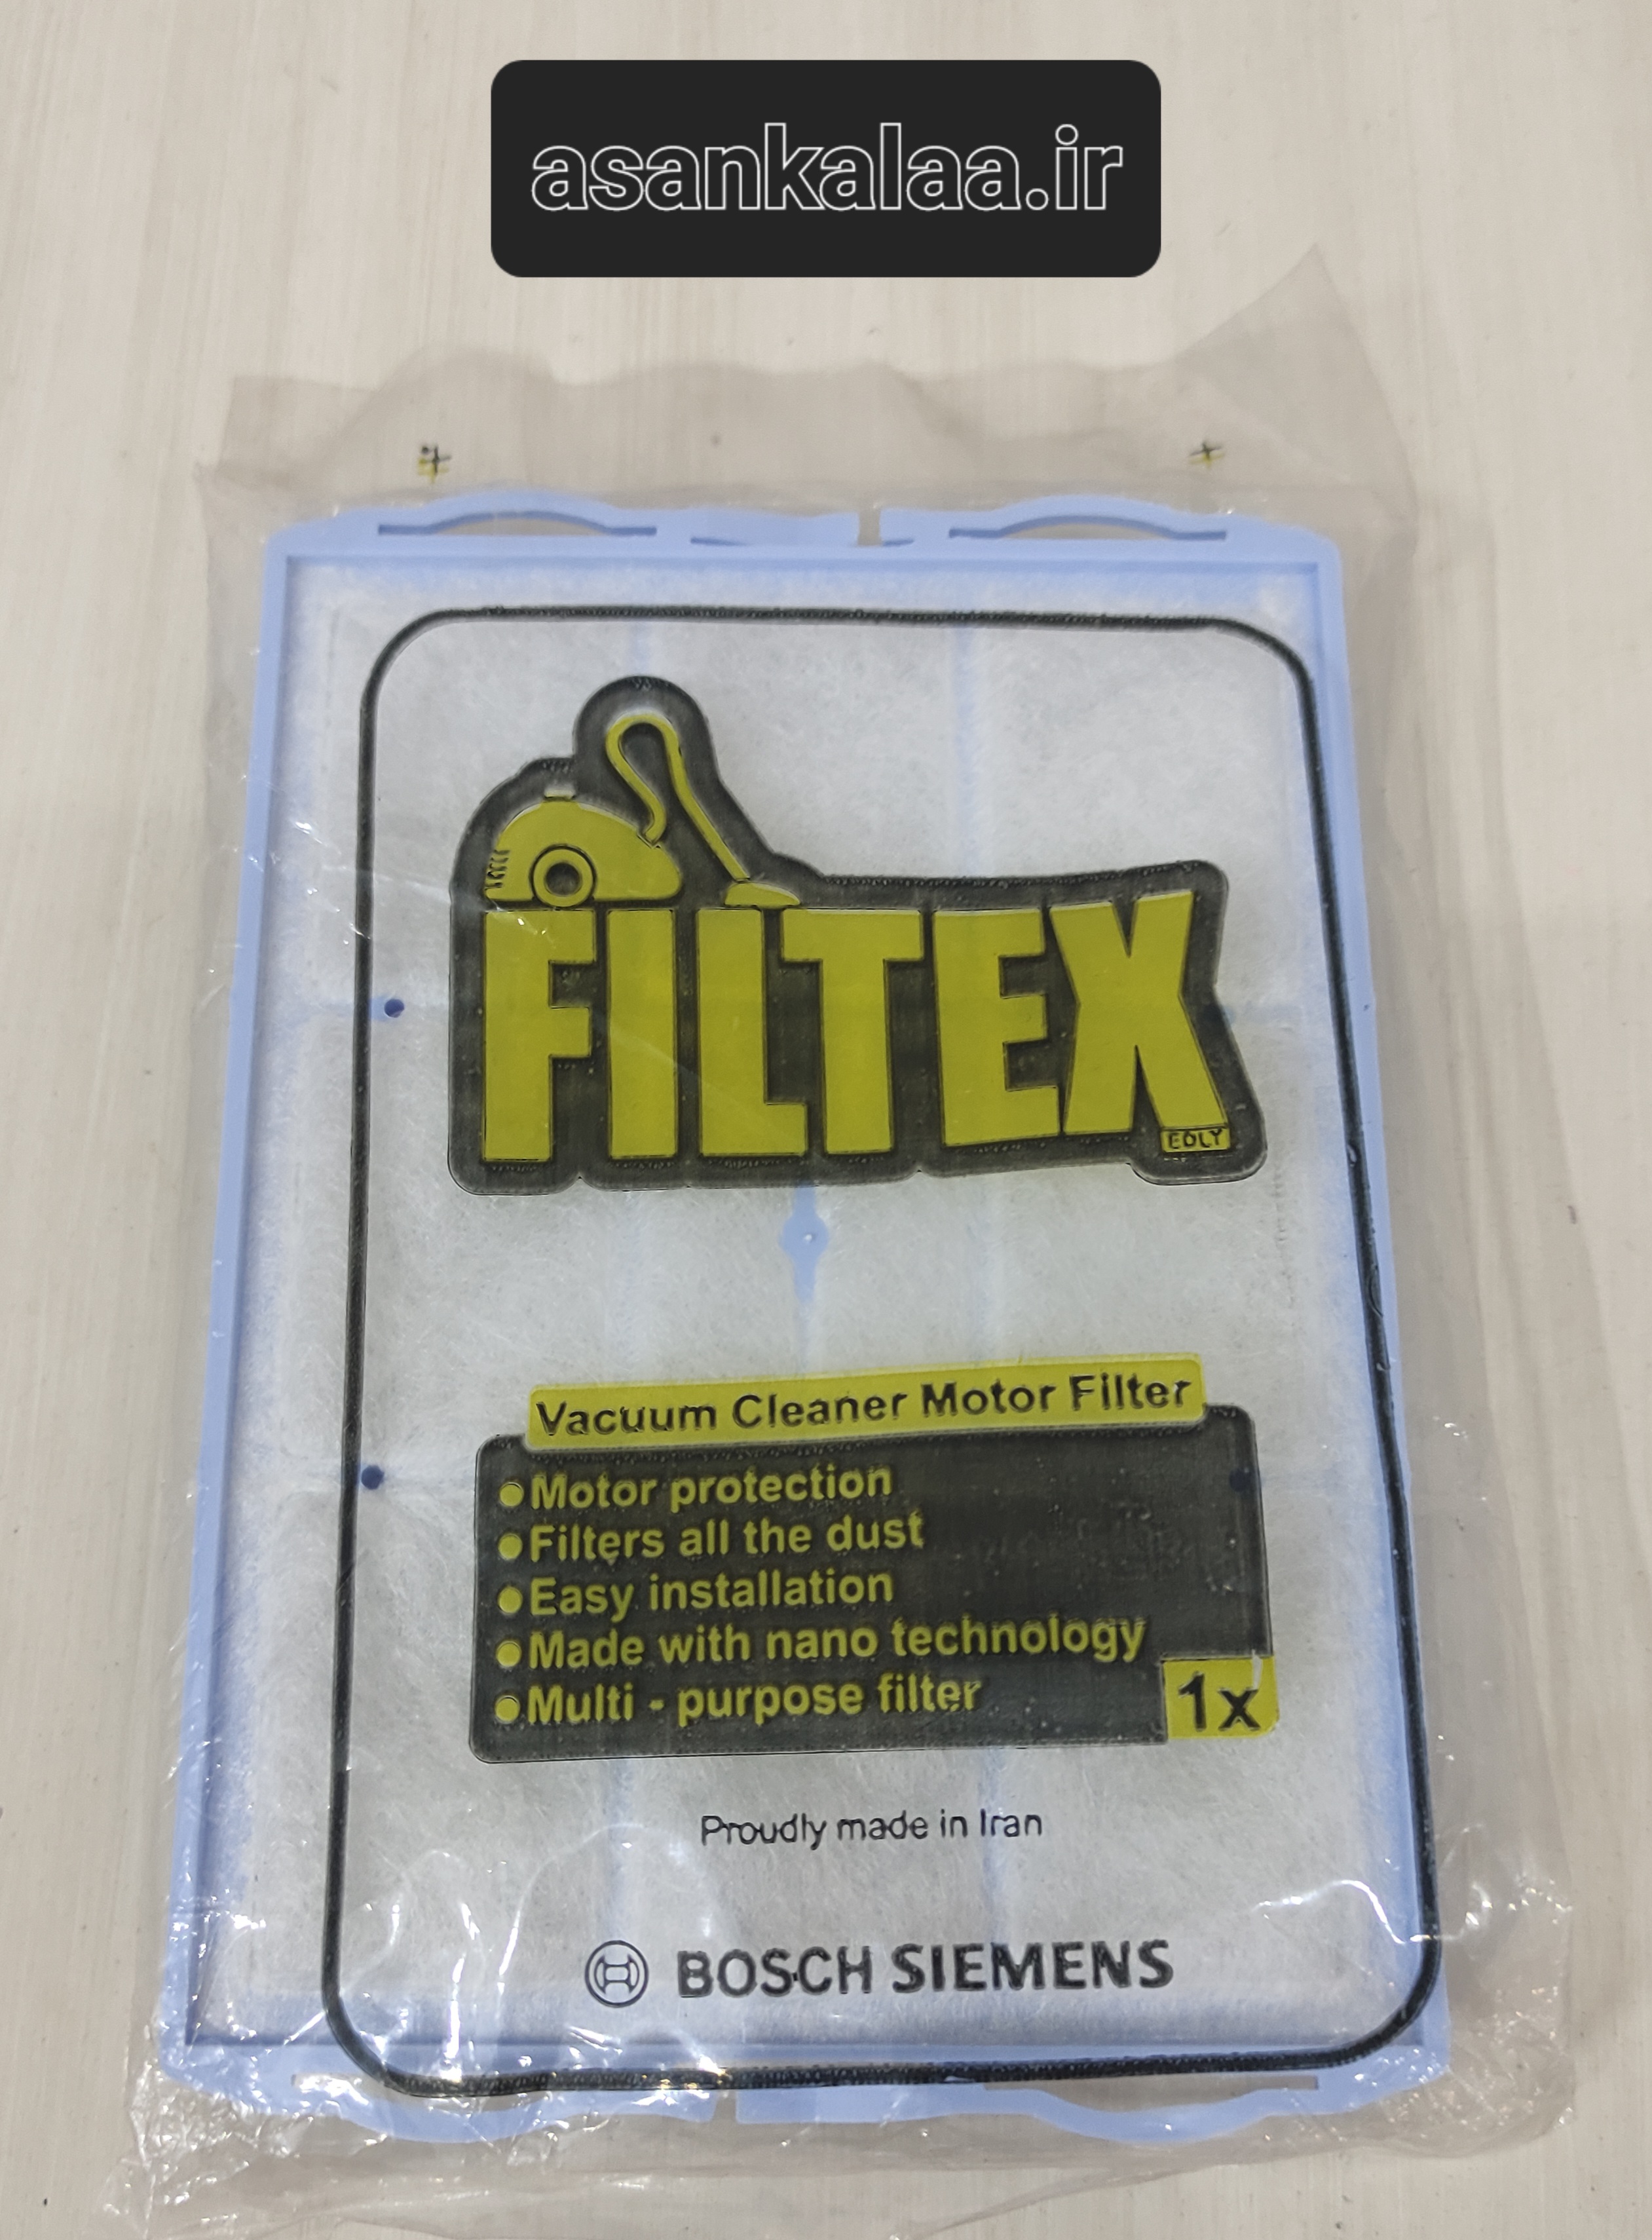 asankalaa.ir
FILTEX
EOLY
Vacuum Cleaner Motor Filter
•Motor protection
•Filters all the dust
•Easy installation
•Made with nano technology
•Multi - purpose filter
1x
Proudly made in Iran
BOSCH SIEMENS